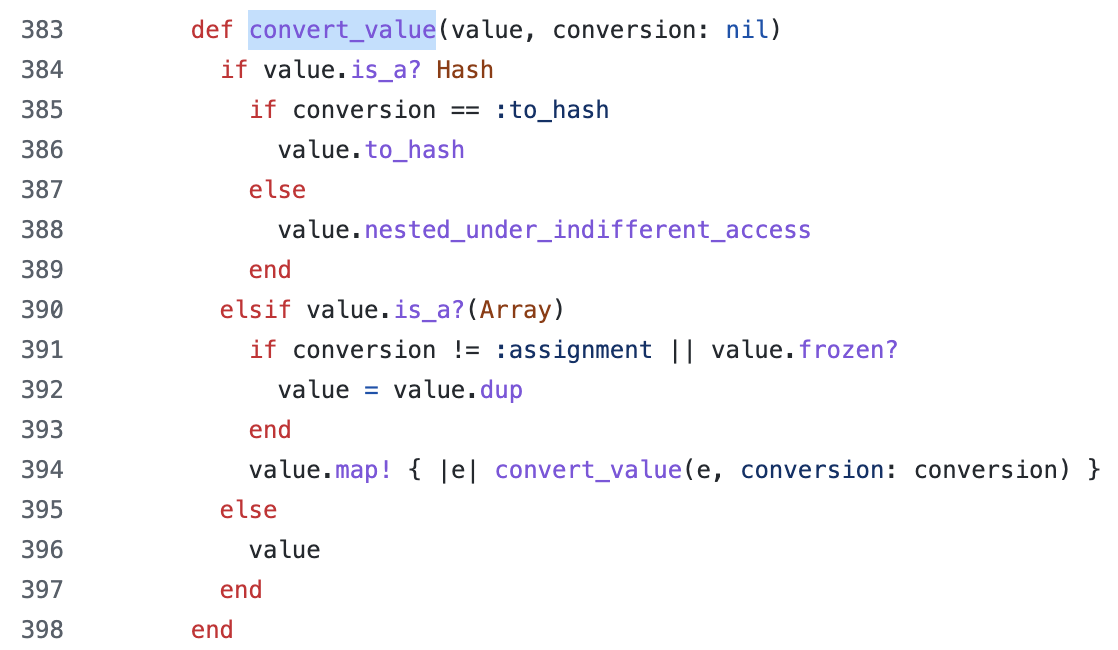 383 def convert_value(value, conversion: nil)
384 if value.is_a? Hash
385 if conversion == :to_hash
386 value.to_hash
387 else
388 value.nested_under_indifferent_access
389 end
390 elsif value.is_a?(Array)
391 if conversion != :assignment || value.frozen?
392 value = value.dup
393 end
394 value.map! { |e| convert_value(e, conversion: conversion) }
395 else
396 value
397 end
398 end